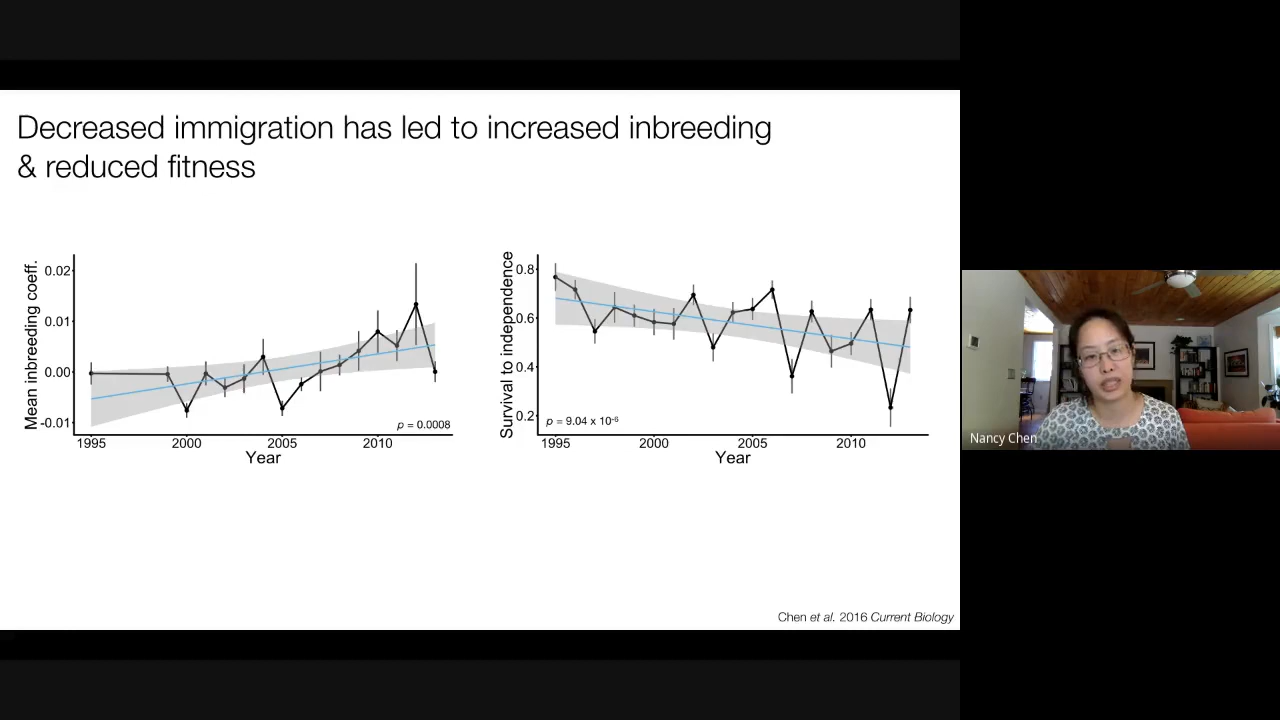 Decreased immigration has led to increased inbreeding
& reduced fitness
Mean inbreeding coeff.
0.02
0.01
0.00
-0.01
1995
2000
2005
2010
Year
p = 0.0008
Survival to independence
0.8
0.6
0.4
0.2
1995
2000
2005
2010
Year
p = 9.04 x 10⁻⁶
Nancy Chen
Chen et al. 2016 Current Biology